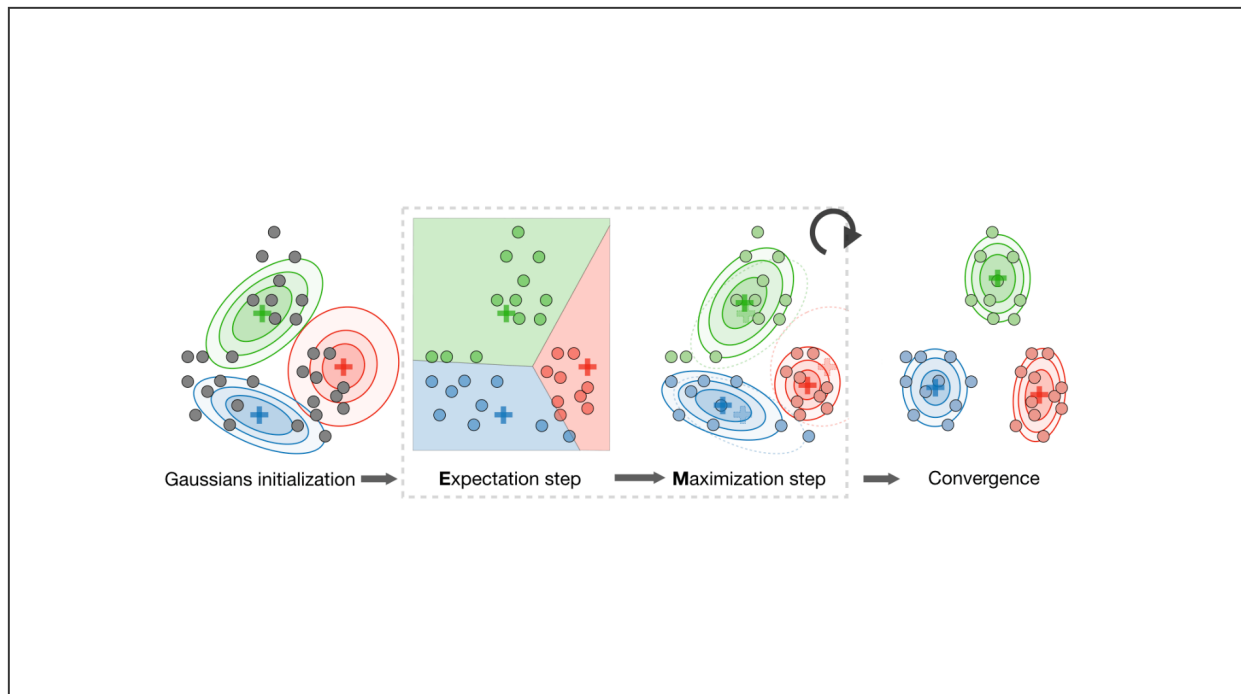 Gaussians initialization
Expectation step
Maximization step
Convergence